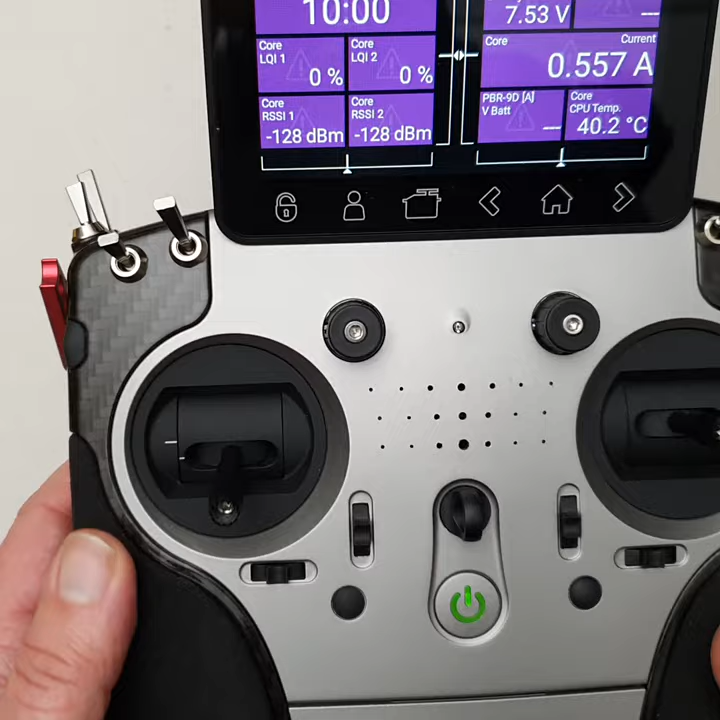 10:00
7.53 V
---
Core
LQI 1
0 %
Core
LQI 2
0 %
Core
Current
0.557 A
Core
RSSI 1
-128 dBm
Core
RSSI 2
-128 dBm
PBR-9D [A]
V Batt
---
Core
CPU Temp.
40.2 °C